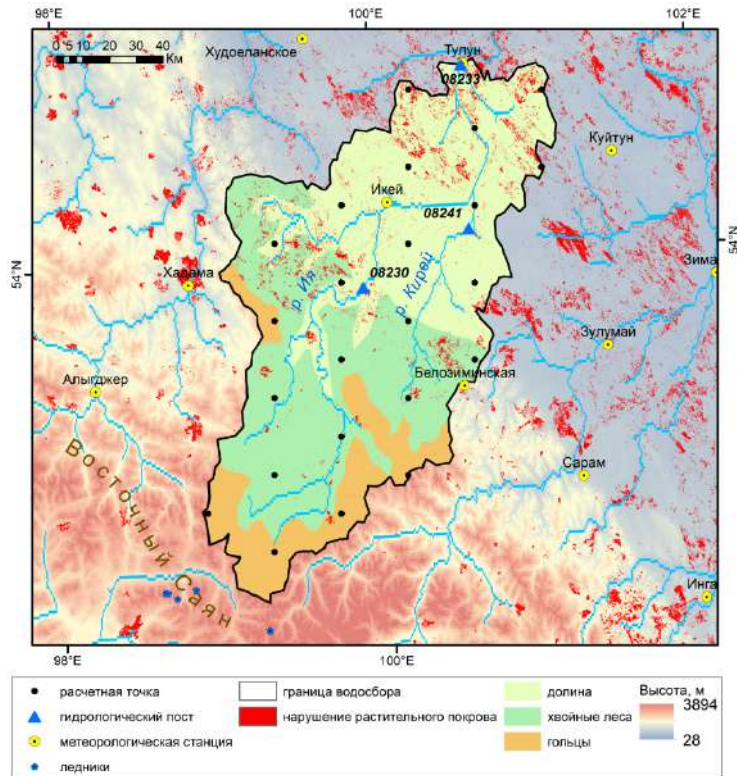 98°E 100°E 102°E
0 5 10 20 30 40
Км
Худоеланское
Тулун
08233
Куйтун
Икей
08241
54°N
54°N
Хадама
08230
Зима
р. Ия
р. Кирей
Зулумай
Алыгджер
Белозиминская
Сарам
Восточный Саян
Инга
98°E 100°E
расчетная точка
гидрологический пост
метеорологическая станция
ледники
граница водосбора
нарушение растительного покрова
долина
хвойные леса
гольцы
Высота, м
3894
28